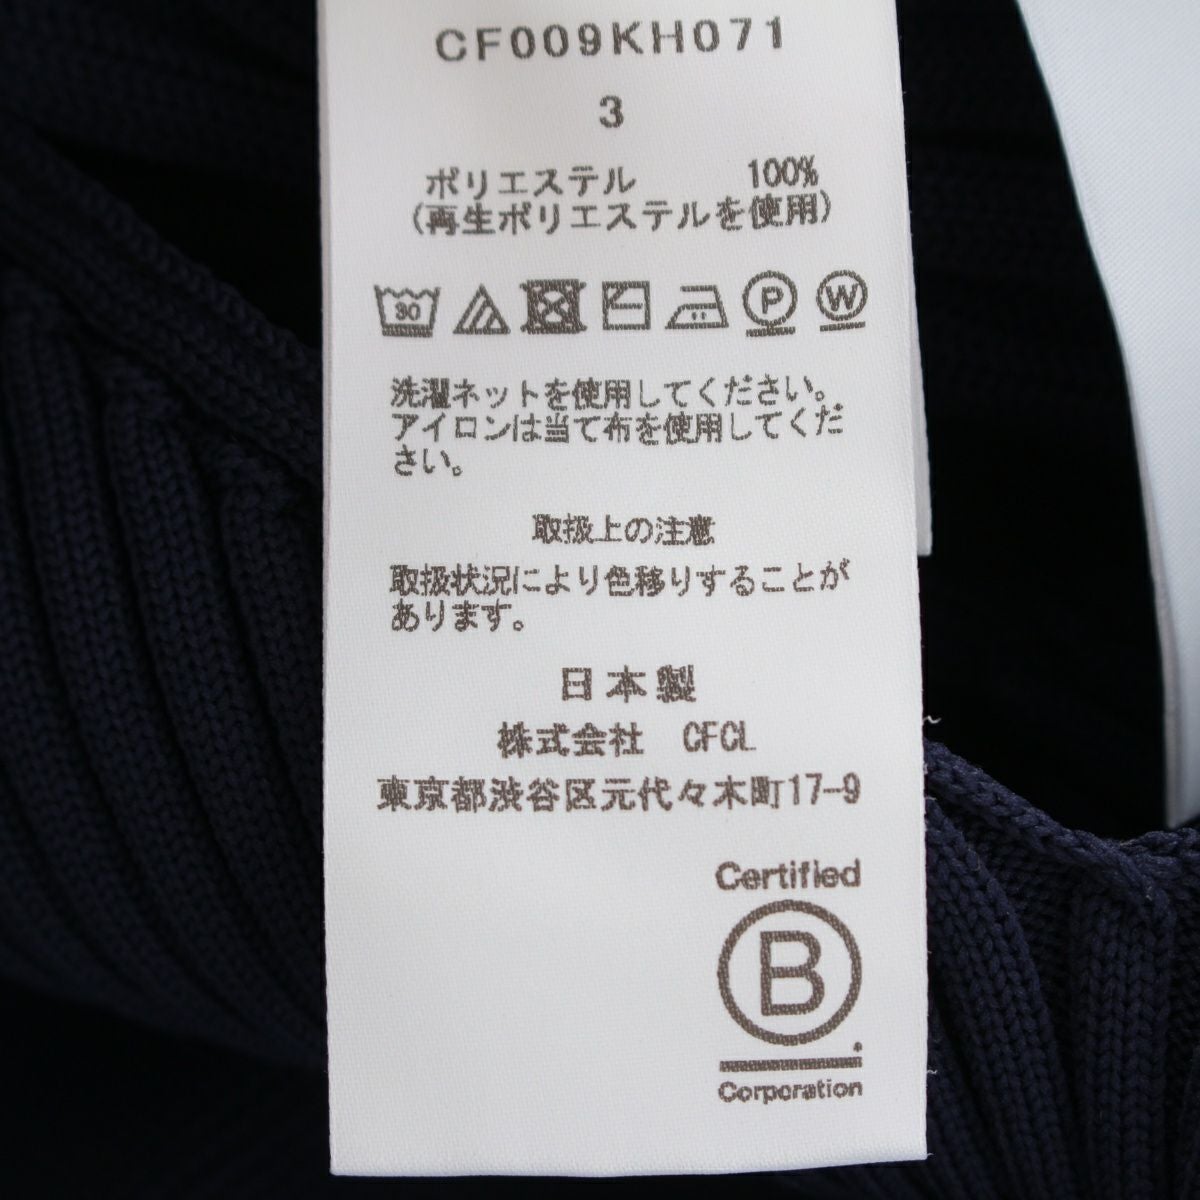 CF009KH071
3
ポリエステル 100%
(再生ポリエステルを使用)
30 P W
洗濯ネットを使用してください。
アイロンは当て布を使用してくだ
さい。
取扱上の注意
取扱状況により色移りすることが
あります。
日本製
株式会社 CFCL
東京都渋谷区元代々木町17-9
Certified
B
Corporation